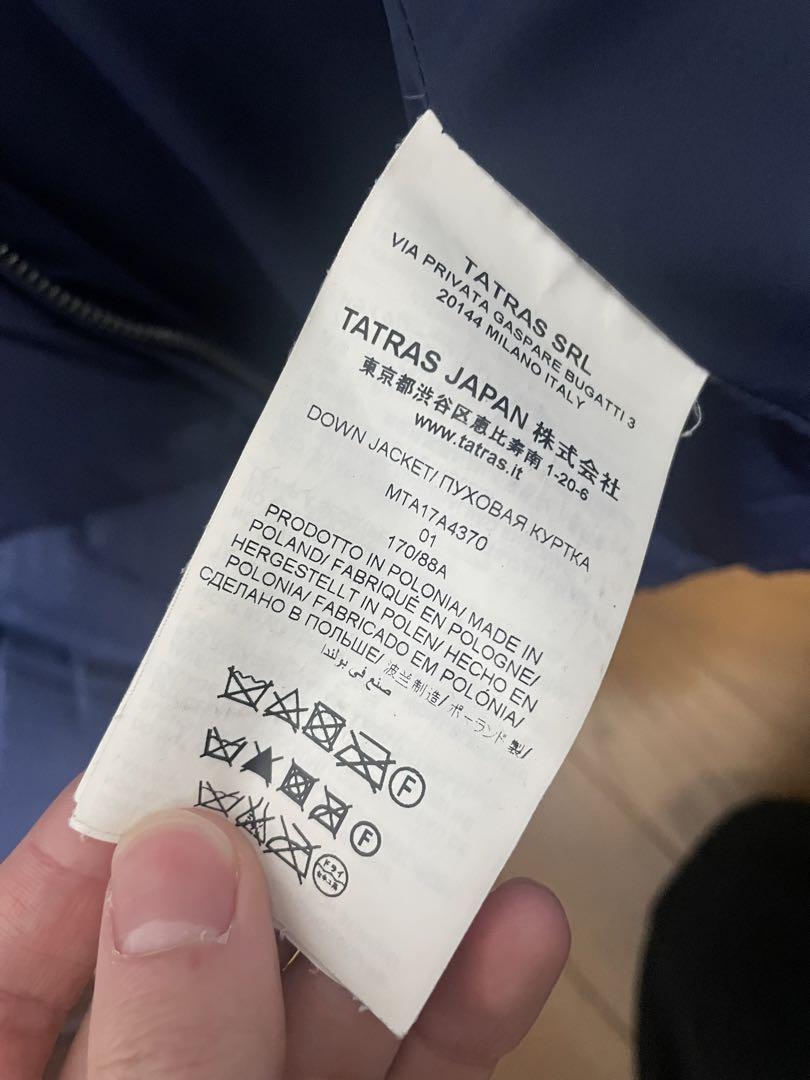 TATRAS SRL
VIA PRIVATA GASPARE BUGATTI 3
20144 MILANO ITALY
TATRAS JAPAN 株式会社
東京都渋谷区恵比寿南 1-20-6
www.tatras.it
DOWN JACKET/ ПУХОВАЯ КУРТКА
MTA17A4370
01
170/88A
PRODOTTO IN POLONIA/ MADE IN
POLAND/ FABRIQUÉ EN POLOGNE/
HERGESTELLT IN POLEN/ HECHO EN
POLONIA/ FABRICADO EM POLÓNIA/
СДЕЛАНО В ПОЛЬШЕ/ 波兰制造/ ポーランド 製/
صنع في بولندا
F
F
ドライ